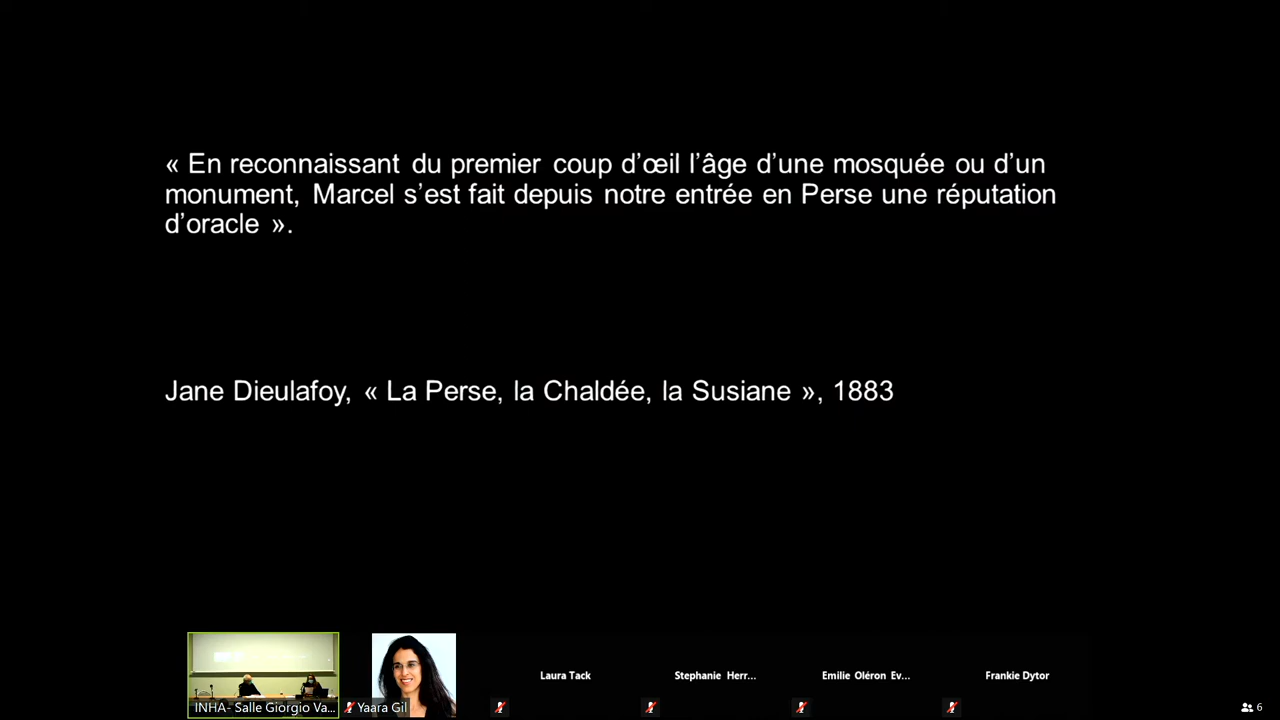 « En reconnaissant du premier coup d’œil l’âge d’une mosquée ou d’un
monument, Marcel s’est fait depuis notre entrée en Perse une réputation
d’oracle ».
Jane Dieulafoy, « La Perse, la Chaldée, la Susiane », 1883
Laura Tack
Stephanie Herr...
Emilie Oléron Ev...
Frankie Dytor
INHA- Salle Giorgio Va...
Yaara Gil
6